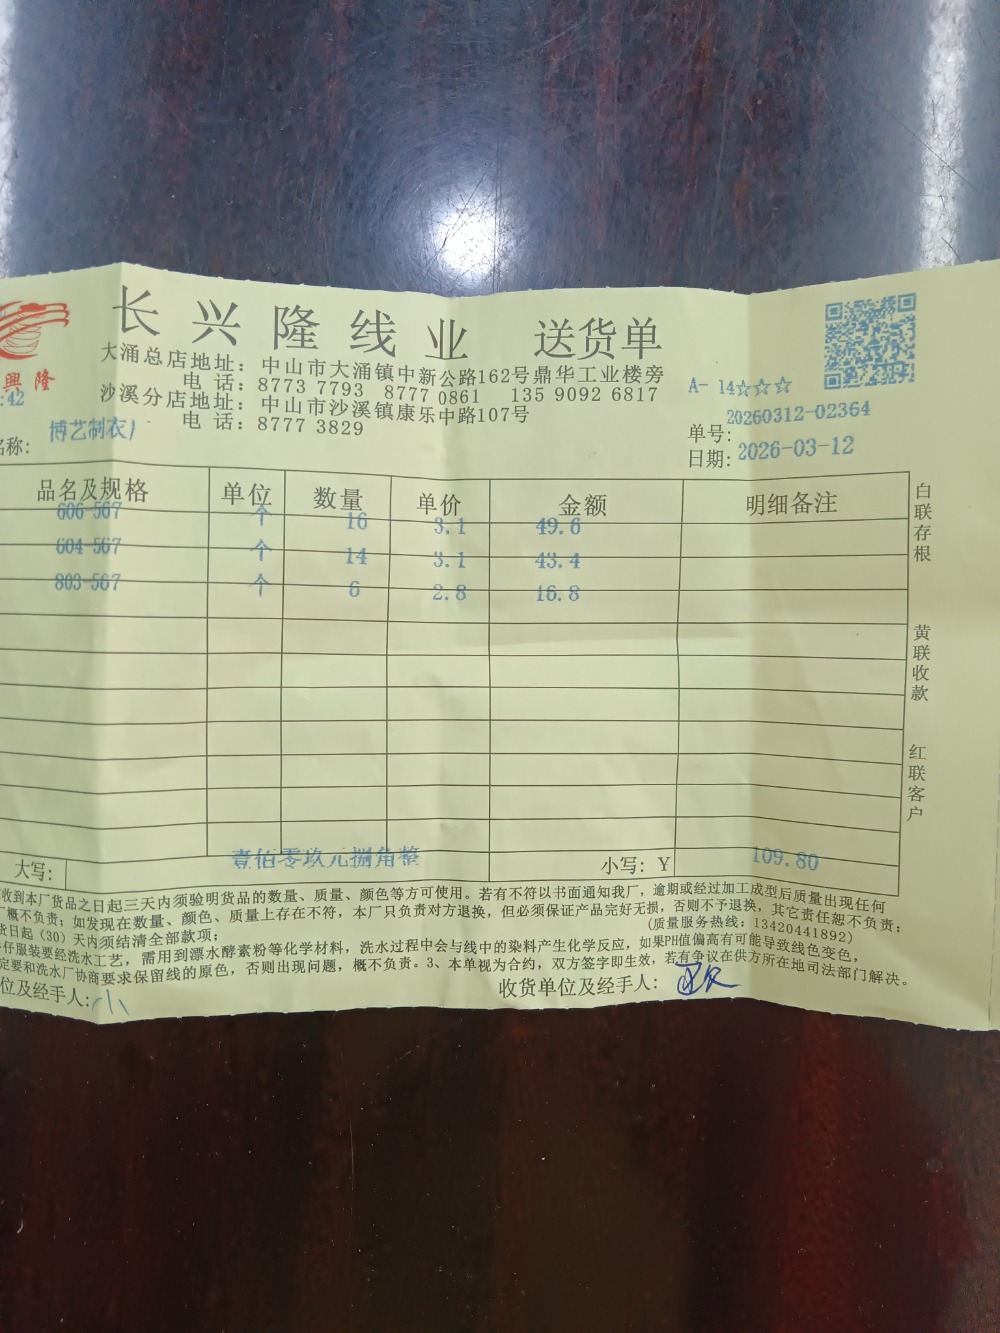 长兴隆线业 送货单
興隆
大涌总店地址：中山市大涌镇中新公路162号鼎华工业楼旁
电 话：8773 7793 8777 0861 135 9092 6817
沙溪分店地址：中山市沙溪镇康乐中路107号
电 话：8777 3829
A- 14☆☆☆
:42
名称： 博艺制衣厂
单号： 20260312-02364
日期： 2026-03-12
品名及规格 单位 数量 单价 金额 明细备注
606-567 个 16 3.1 49.6
604-567 个 14 3.1 43.4
803-567 个 6 2.8 16.8
白联存根
黄联收款
红联客户
大写： 壹佰零玖元捌角整 小写：Y 109.80
收到本厂货品之日起三天内须验明货品的数量、质量、颜色等方可使用。若有不符以书面通知我厂，逾期或经过加工成型后质量出现任何
厂概不负责；如发现在数量、颜色、质量上存在不符，本厂只负责对方退换，但必须保证产品完好无损，否则不予退换，其它责任恕不负责；
货日起（30）天内须结清全部款项； (质量服务热线：13420441892)
牛仔服装要经洗水工艺，需用到漂水酵素粉等化学材料，洗水过程中会与线中的染料产生化学反应，如果PH值偏高有可能导致线色变色，
定要和洗水厂协商要求保留线的原色，否则出现问题，概不负责。3、本单视为合约，双方签字即生效，若有争议在供方所在地司法部门解决。
位及经手人： 小 收货单位及经手人：